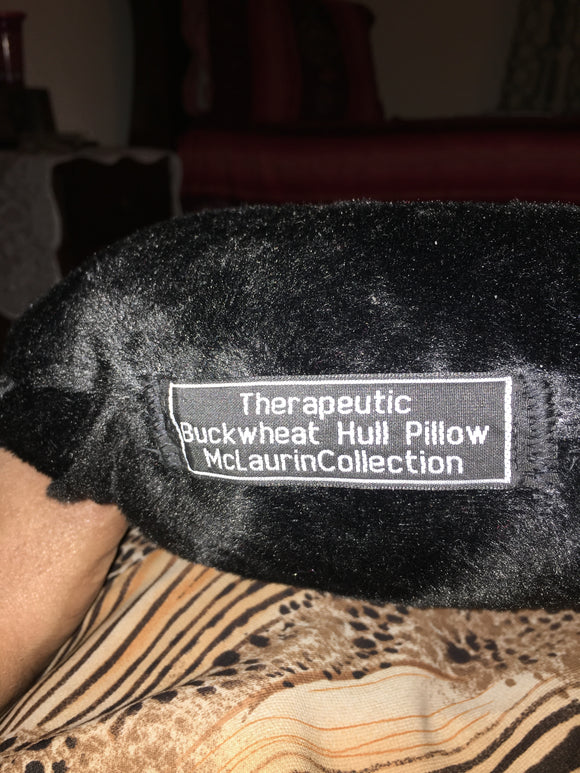 Therapeutic
Buckwheat Hull Pillow
McLaurinCollection